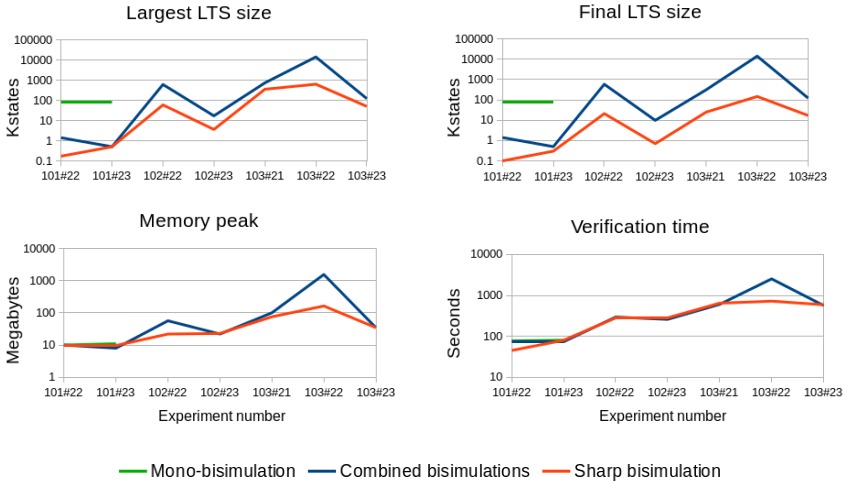 Largest LTS size
Final LTS size
Kstates
100000
10000
1000
100
10
1
0.1
101#22 101#23 102#22 102#23 103#21 103#22 103#23
Kstates
100000
10000
1000
100
10
1
0.1
101#22 101#23 102#22 102#23 103#21 103#22 103#23
Memory peak
Verification time
Megabytes
10000
1000
100
10
1
101#22 101#23 102#22 102#23 103#21 103#22 103#23
Experiment number
Seconds
10000
1000
100
10
101#22 101#23 102#22 102#23 103#21 103#22 103#23
Experiment number
Mono-bisimulation Combined bisimulations Sharp bisimulation